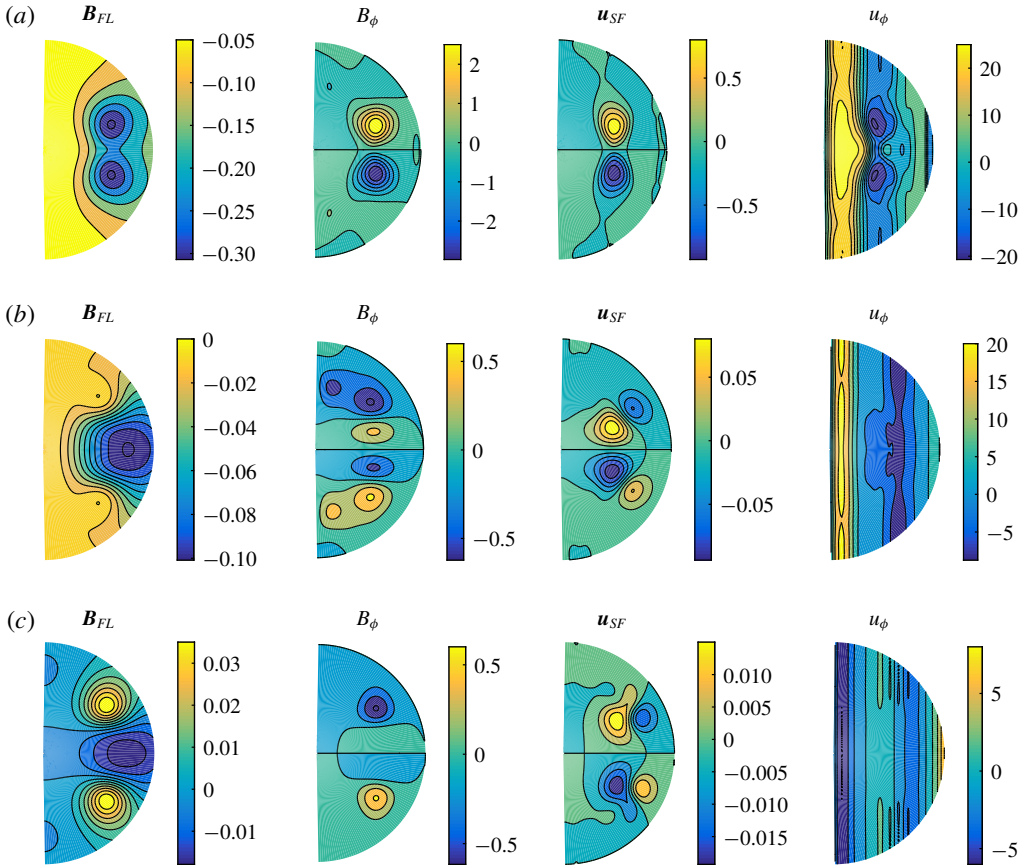 (a) B_FL B_ϕ u_SF u_ϕ
−0.05 −0.10 −0.15 −0.20 −0.25 −0.30
2 1 0 −1 −2
0.5 0 −0.5
20 10 0 −10 −20
(b) B_FL B_ϕ u_SF u_ϕ
0 −0.02 −0.04 −0.06 −0.08 −0.10
0.5 0 −0.5
0.05 0 −0.05
20 15 10 5 0 −5
(c) B_FL B_ϕ u_SF u_ϕ
0.03 0.02 0.01 0 −0.01
0.5 0 −0.5
0.010 0.005 0 −0.005 −0.010 −0.015
5 0 −5